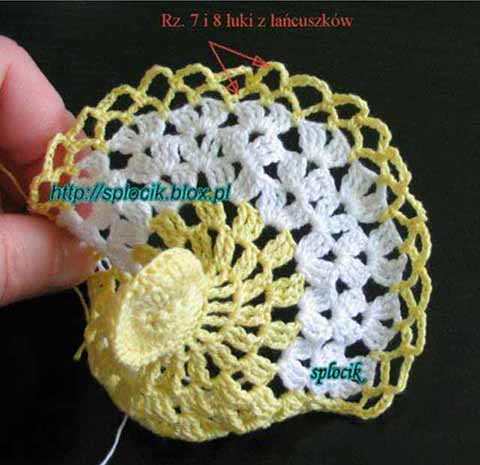 Rz. 7 i 8 łuki z łańcuszków
http://splocik.blox.pl
splocik